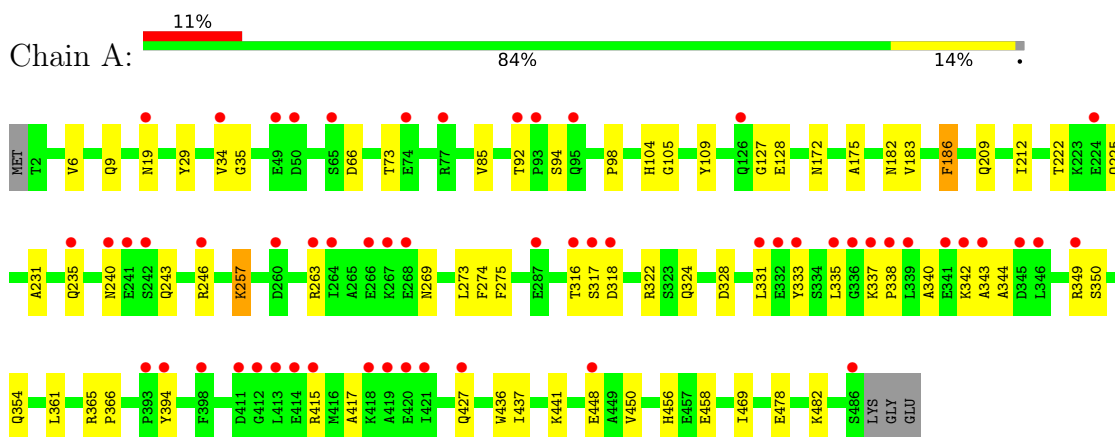 11%
Chain A:
84% 14% •
MET T2 V6 Q9 N19 Y29 V34 G35 E49 D50 S65 D66 T73 E74 R77 V85 T92 P93 S94 Q95 P98 H104 G105 Y109 Q126 G127 E128 N172 A175 N182 V183 F186 Q209 I212 T222 K223 E224
A231 Q235 N240 E241 S242 Q243 R246 K257 D260 R263 I264 A265 E266 K267 E268 N269 L273 F274 F275 E287 T316 S317 D318 R322 S323 Q324 D328 L331 E332 Y333 S334 L335 G336 K337 P338 L339 A340 E341 K342 A343 A344 D345 L346 R349 S350
Q354 L361 R365 P366 P393 Y394 F398 D411 G412 L413 E414 R415 M416 A417 K418 A419 E420 I421 Q427 W436 I437 K441 E448 A449 V450 H456 E457 E458 I469 E478 K482 S486 LYS GLY GLU